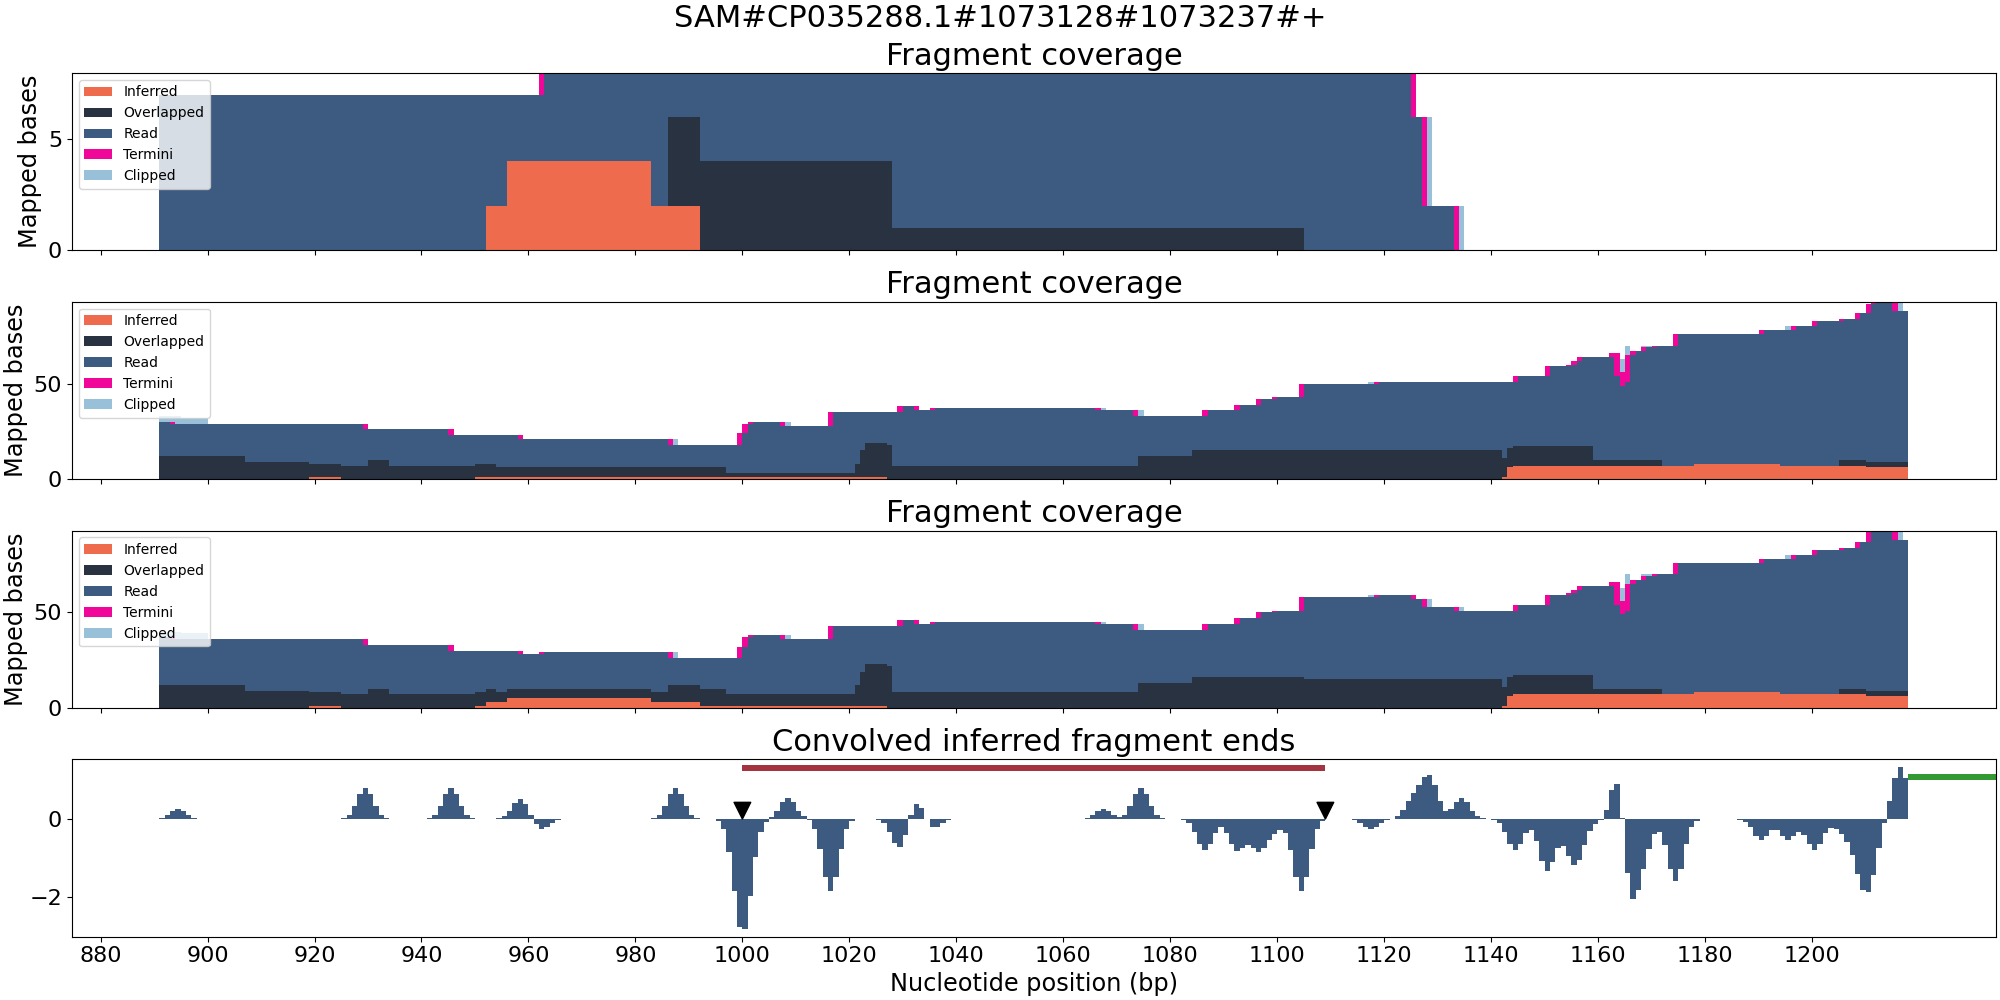 SAM#CP035288.1#1073128#1073237#+
Fragment coverage
Mapped bases
5
0
Inferred
Overlapped
Read
Termini
Clipped
Fragment coverage
Mapped bases
50
0
Inferred
Overlapped
Read
Termini
Clipped
Fragment coverage
Mapped bases
50
0
Inferred
Overlapped
Read
Termini
Clipped
Convolved inferred fragment ends
0
−2
880 900 920 940 960 980 1000 1020 1040 1060 1080 1100 1120 1140 1160 1180 1200
Nucleotide position (bp)